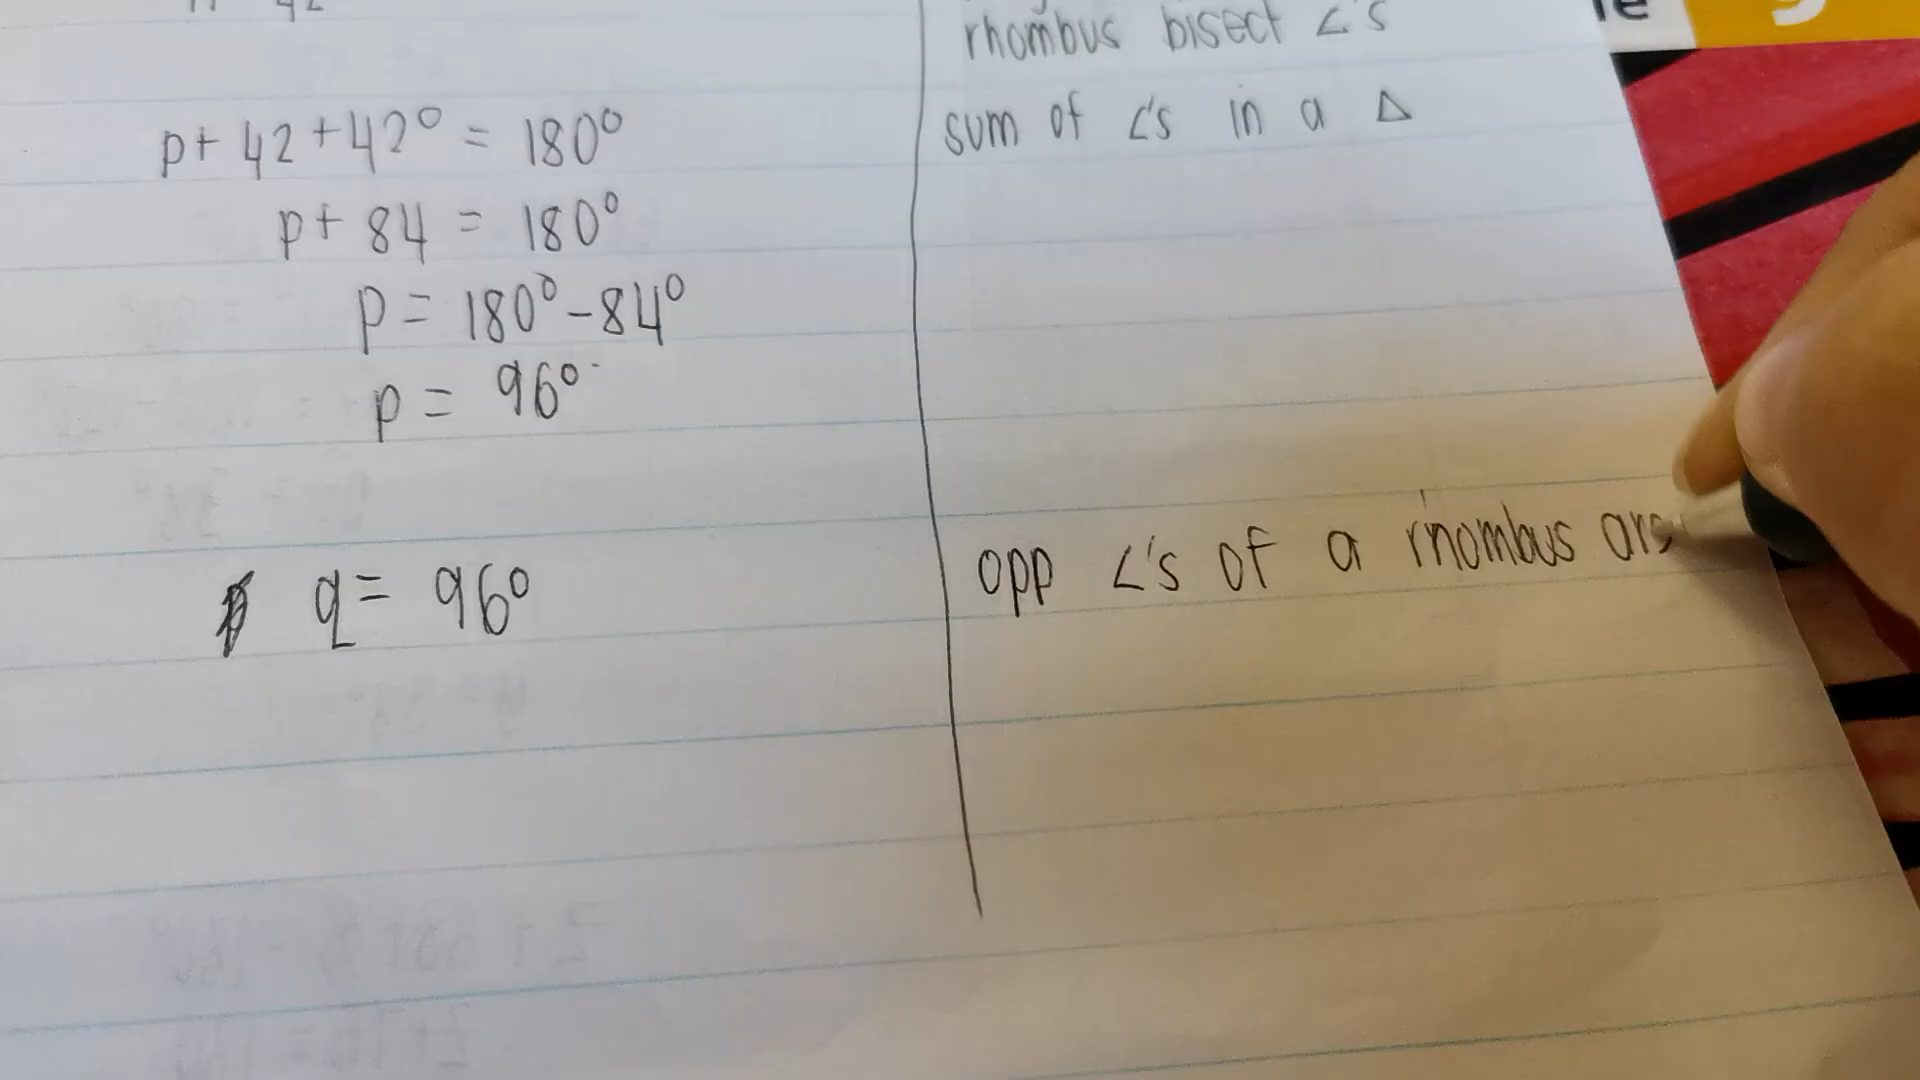 rhombus bisect ∠'s
p + 42 + 42° = 180°
sum of ∠'s in a △
p + 84 = 180°
p = 180° - 84°
p = 96°
q = 96°
opp ∠'s of a rhombus are